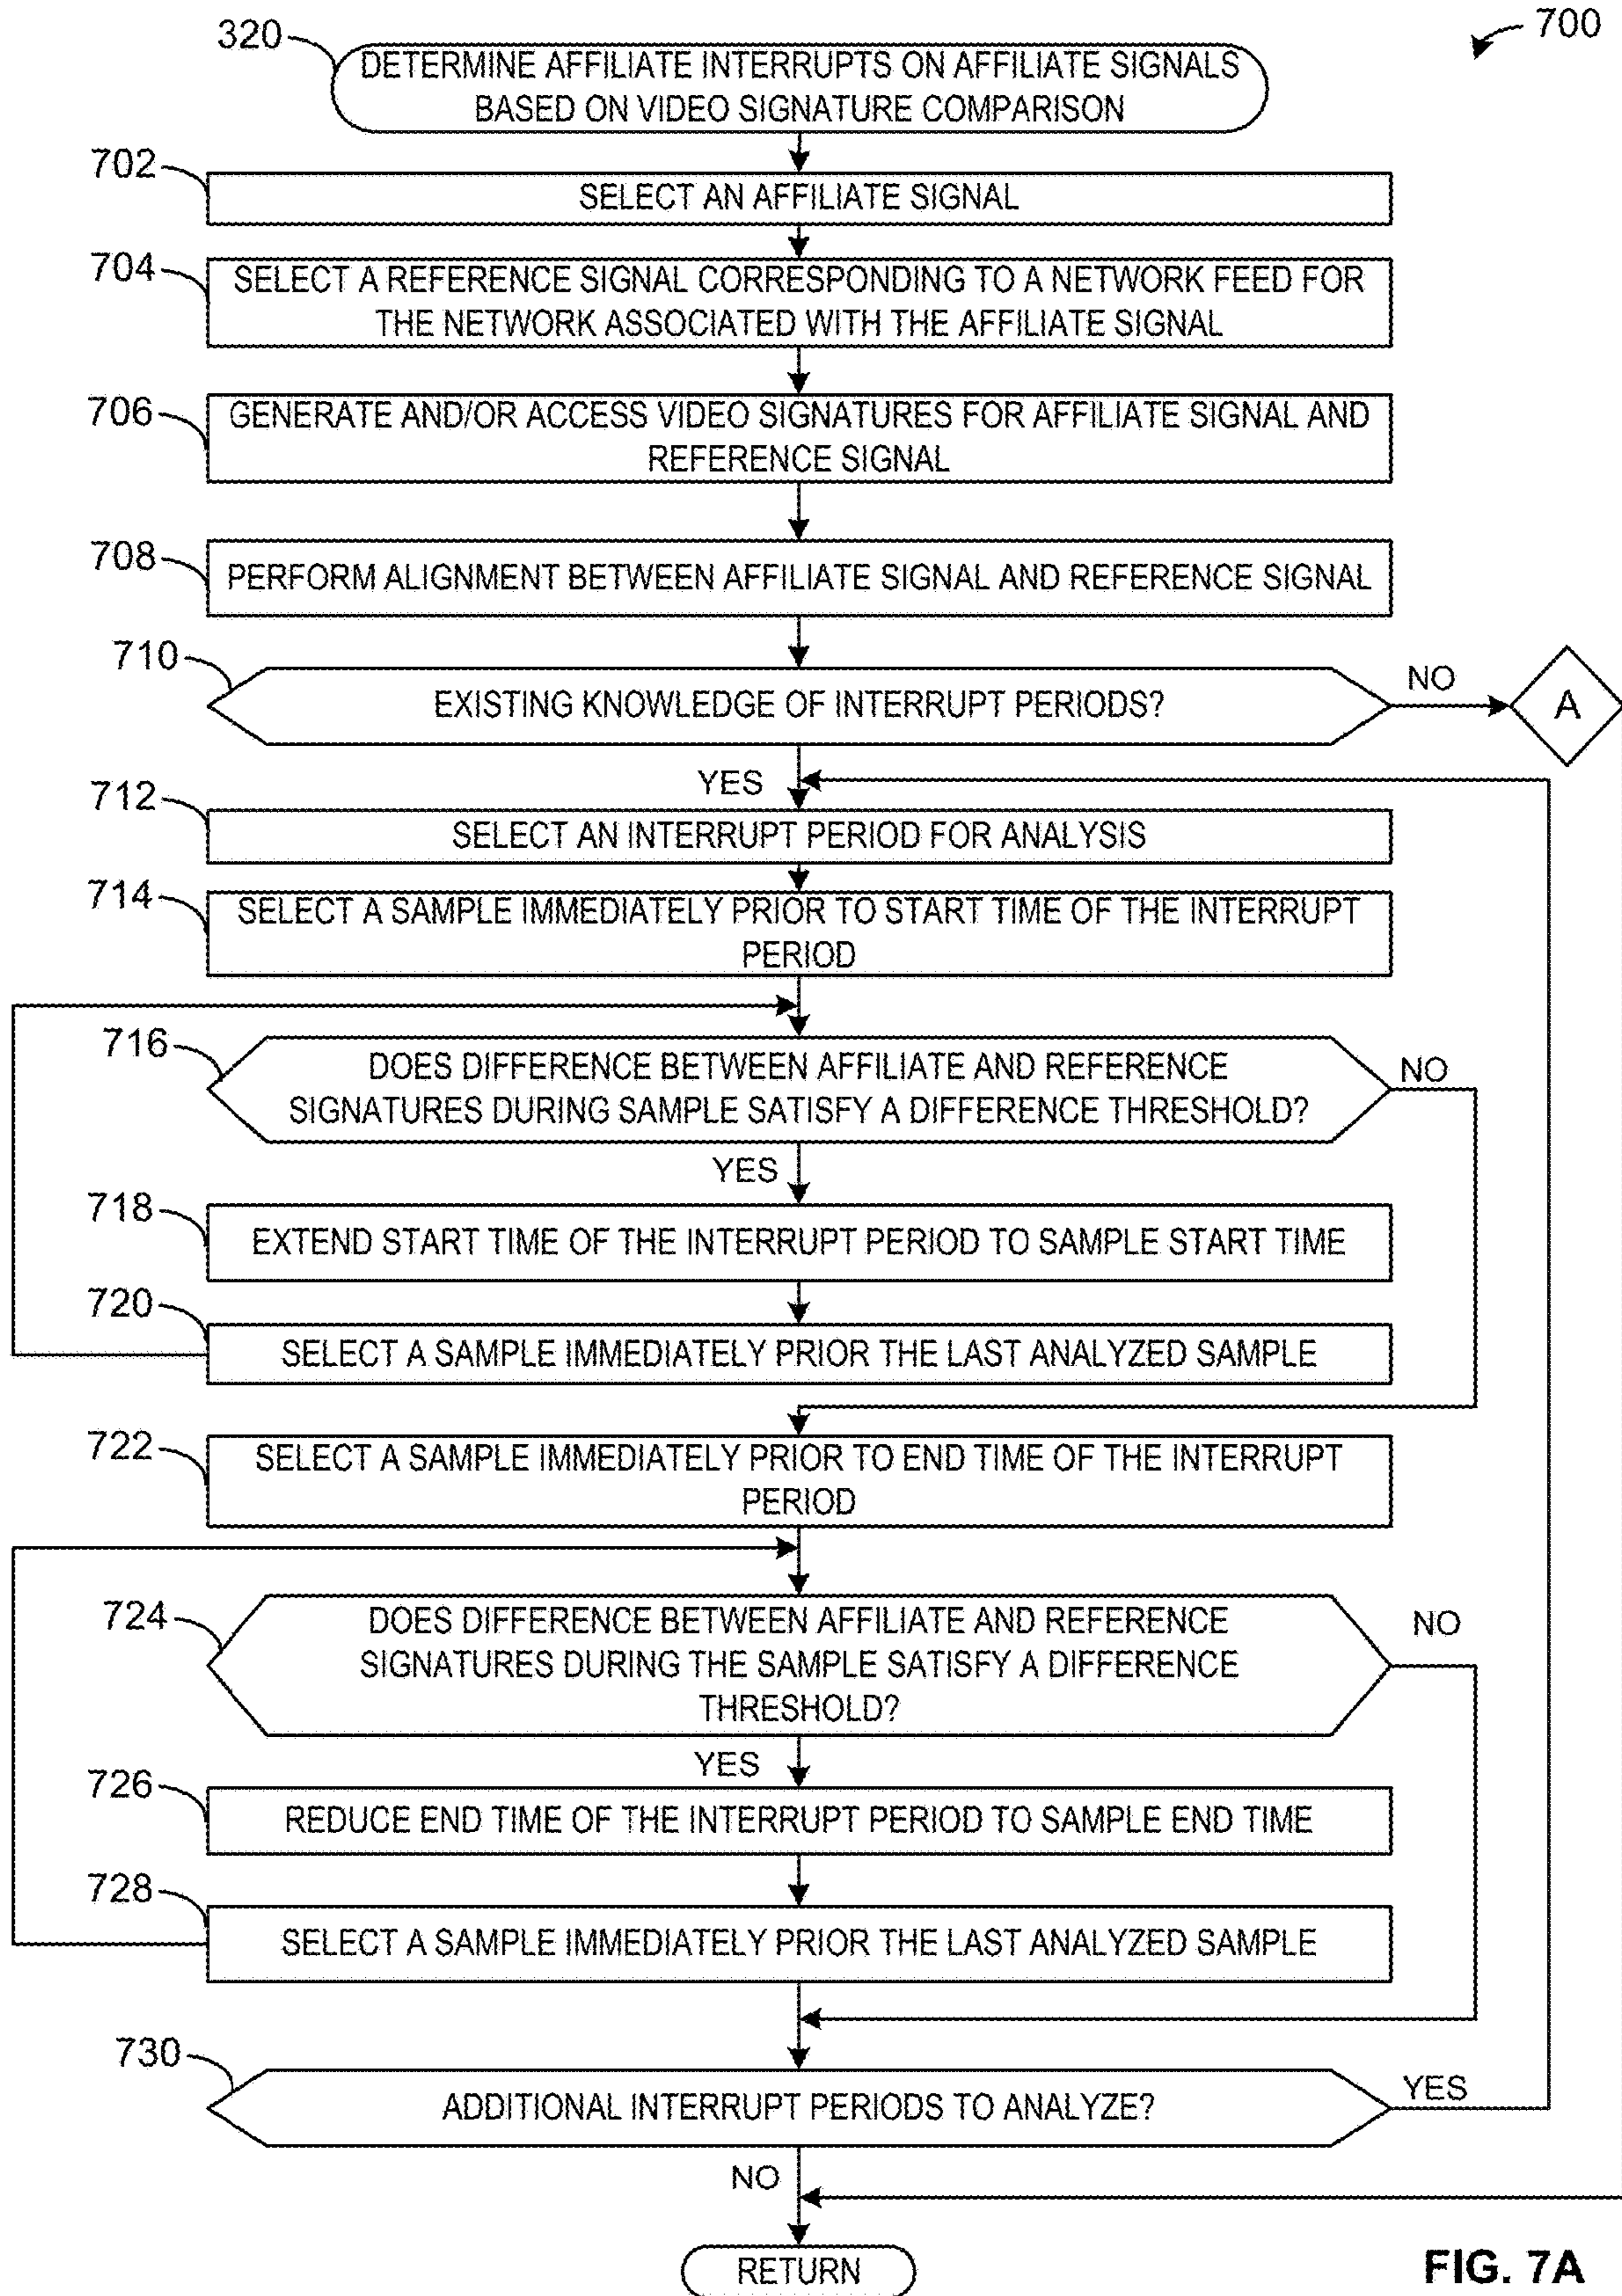 320
700
DETERMINE AFFILIATE INTERRUPTS ON AFFILIATE SIGNALS
BASED ON VIDEO SIGNATURE COMPARISON
702
SELECT AN AFFILIATE SIGNAL
704
SELECT A REFERENCE SIGNAL CORRESPONDING TO A NETWORK FEED FOR
THE NETWORK ASSOCIATED WITH THE AFFILIATE SIGNAL
706
GENERATE AND/OR ACCESS VIDEO SIGNATURES FOR AFFILIATE SIGNAL AND
REFERENCE SIGNAL
708
PERFORM ALIGNMENT BETWEEN AFFILIATE SIGNAL AND REFERENCE SIGNAL
710
EXISTING KNOWLEDGE OF INTERRUPT PERIODS?
NO
A
YES
712
SELECT AN INTERRUPT PERIOD FOR ANALYSIS
714
SELECT A SAMPLE IMMEDIATELY PRIOR TO START TIME OF THE INTERRUPT
PERIOD
716
DOES DIFFERENCE BETWEEN AFFILIATE AND REFERENCE
SIGNATURES DURING SAMPLE SATISFY A DIFFERENCE THRESHOLD?
NO
YES
718
EXTEND START TIME OF THE INTERRUPT PERIOD TO SAMPLE START TIME
720
SELECT A SAMPLE IMMEDIATELY PRIOR THE LAST ANALYZED SAMPLE
722
SELECT A SAMPLE IMMEDIATELY PRIOR TO END TIME OF THE INTERRUPT
PERIOD
724
DOES DIFFERENCE BETWEEN AFFILIATE AND REFERENCE
SIGNATURES DURING THE SAMPLE SATISFY A DIFFERENCE
THRESHOLD?
NO
YES
726
REDUCE END TIME OF THE INTERRUPT PERIOD TO SAMPLE END TIME
728
SELECT A SAMPLE IMMEDIATELY PRIOR THE LAST ANALYZED SAMPLE
730
ADDITIONAL INTERRUPT PERIODS TO ANALYZE?
YES
NO
RETURN
FIG. 7A